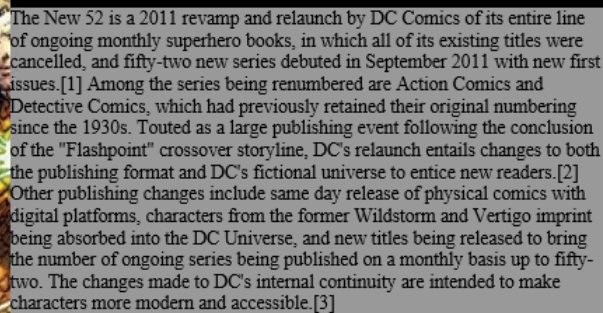 The New 52 is a 2011 revamp and relaunch by DC Comics of its entire line
of ongoing monthly superhero books, in which all of its existing titles were
cancelled, and fifty-two new series debuted in September 2011 with new first
issues.[1] Among the series being renumbered are Action Comics and
Detective Comics, which had previously retained their original numbering
since the 1930s. Touted as a large publishing event following the conclusion
of the "Flashpoint" crossover storyline, DC's relaunch entails changes to both
the publishing format and DC's fictional universe to entice new readers.[2]
Other publishing changes include same day release of physical comics with
digital platforms, characters from the former Wildstorm and Vertigo imprint
being absorbed into the DC Universe, and new titles being released to bring
the number of ongoing series being published on a monthly basis up to fifty-
two. The changes made to DC's internal continuity are intended to make
characters more modern and accessible.[3]